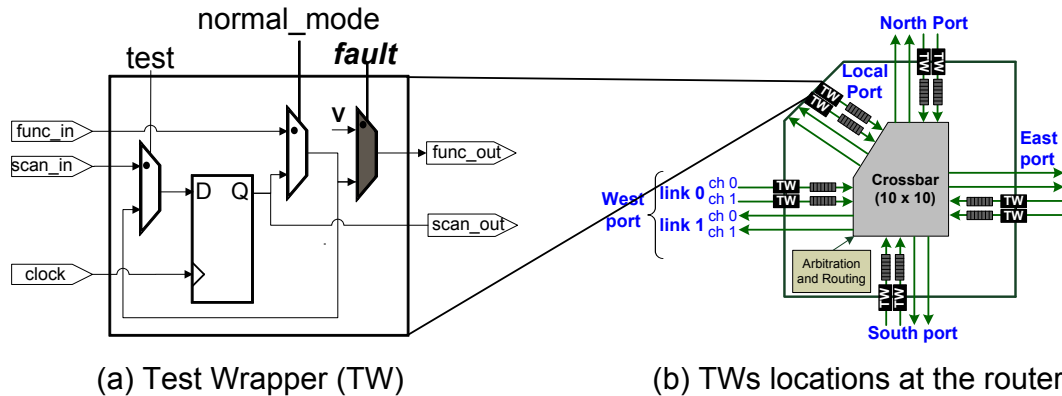 normal_mode
test
fault
V
func_in
scan_in
D
Q
clock
func_out
scan_out
(a) Test Wrapper (TW)
North Port
TW
TW
Local
Port
TW
TW
East
port
Crossbar
(10 x 10)
West
port
link 0
ch 0
ch 1
link 1
ch 0
ch 1
TW
TW
TW
TW
Arbitration
and Routing
TW
TW
South port
(b) TWs locations at the router